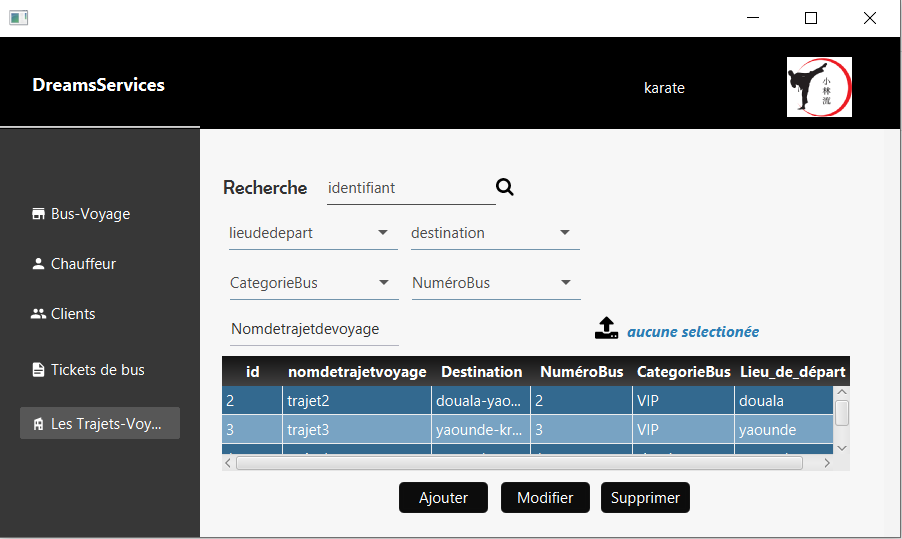 DreamsServices
karate
小
林
流
Recherche identifiant
lieudedepart destination
Bus-Voyage
Chauffeur
CategorieBus NuméroBus
Clients
Nomdetrajetdevoyage aucune selectionée
Tickets de bus
Les Trajets-Voy...
id nomdetrajetvoyage Destination NuméroBus CategorieBus Lieu_de_départ
2 trajet2 douala-yao... 2 VIP douala
3 trajet3 yaounde-kr... 3 VIP yaounde
Ajouter Modifier Supprimer